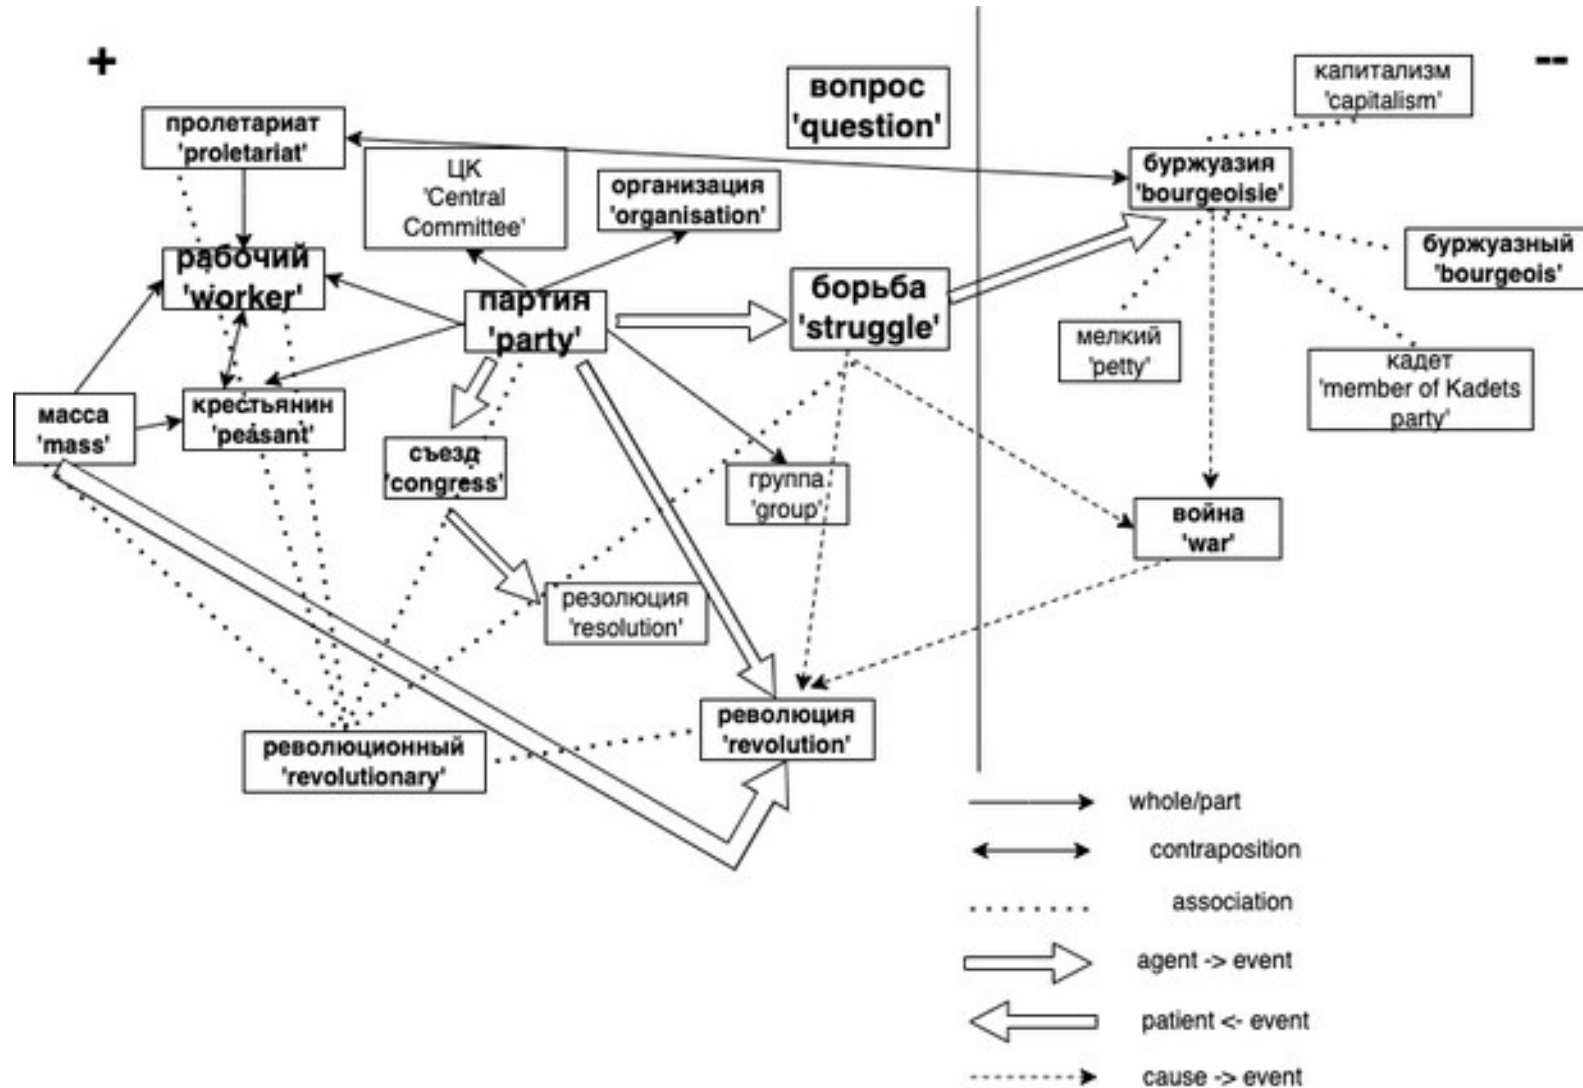 +
--
вопрос
'question'
капитализм
'capitalism'
пролетариат
'proletariat'
ЦК
'Central
Committee'
организация
'organisation'
буржуазия
'bourgeoisie'
буржуазный
'bourgeois'
рабочий
'worker'
партия
'party'
борьба
'struggle'
мелкий
'petty'
кадет
'member of Kadets
party'
масса
'mass'
крестьянин
'peasant'
съезд
'congress'
группа
'group'
война
'war'
резолюция
'resolution'
революционный
'revolutionary'
революция
'revolution'
whole/part
contraposition
association
agent -> event
patient <- event
cause -> event